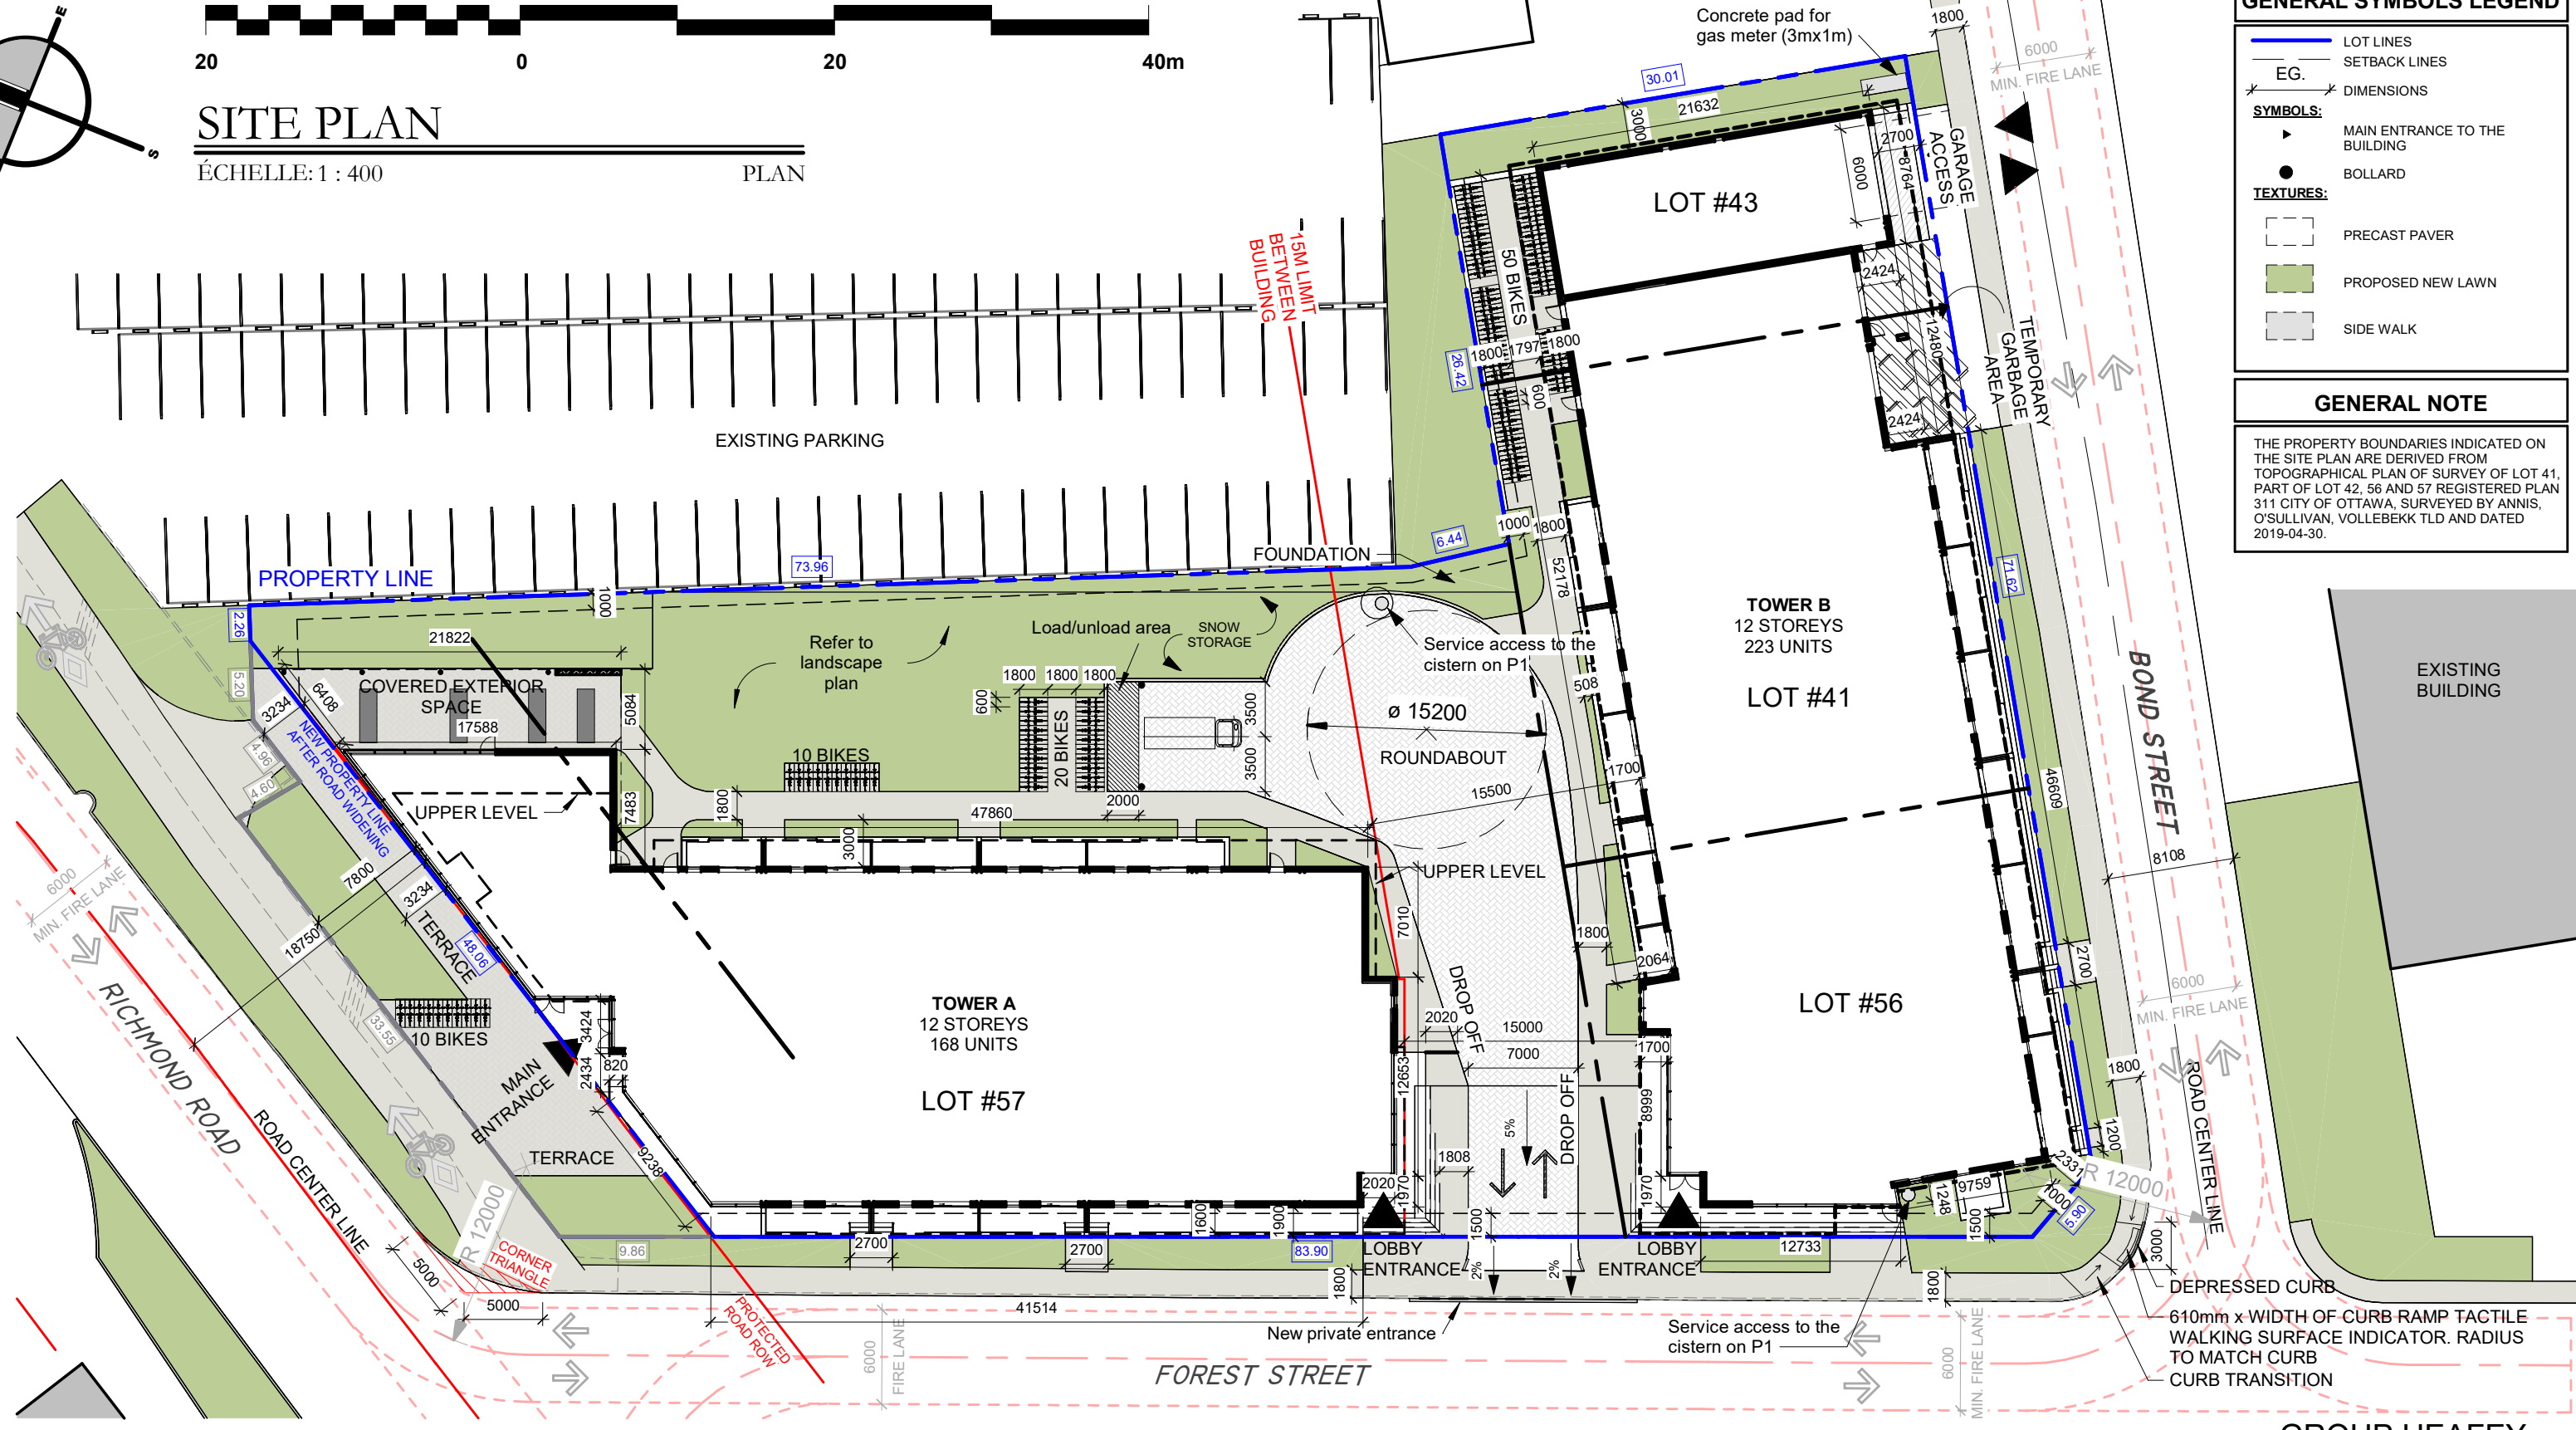 E
S
20
0
20
40m
SITE PLAN
ÉCHELLE: 1 : 400
PLAN
Concrete pad for
gas meter (3mx1m)
GENERAL SYMBOLS LEGEND
LOT LINES
SETBACK LINES
EG.
DIMENSIONS
SYMBOLS:
MAIN ENTRANCE TO THE
BUILDING
BOLLARD
TEXTURES:
PRECAST PAVER
PROPOSED NEW LAWN
SIDE WALK
GENERAL NOTE
THE PROPERTY BOUNDARIES INDICATED ON
THE SITE PLAN ARE DERIVED FROM
TOPOGRAPHICAL PLAN OF SURVEY OF LOT 41,
PART OF LOT 42, 56 AND 57 REGISTERED PLAN
311 CITY OF OTTAWA, SURVEYED BY ANNIS,
O'SULLIVAN, VOLLEBEKK TLD AND DATED
2019-04-30.
1800
6000
MIN. FIRE LANE
30.01
21632
3000
2700
6000
8764
GARAGE
ACCESS
LOT #43
2424
12480
2424
TEMPORARY
GARBAGE
AREA
50 BIKES
1800
1797
1800
600
26.42
15M LIMIT
BETWEEN
BUILDING
EXISTING PARKING
1000
1800
6.44
FOUNDATION
52178
PROPERTY LINE
73.96
1000
2.26
21822
5.20
Refer to
landscape
plan
Load/unload area
SNOW
STORAGE
Service access to the
cistern on P1
TOWER B
12 STOREYS
223 UNITS
LOT #41
71.62
BOND STREET
EXISTING
BUILDING
COVERED EXTERIOR
SPACE
6408
3234
17588
5084
600
1800
1800
1800
3500
3500
ø 15200
ROUNDABOUT
508
1700
15500
NEW PROPERTY LINE
AFTER ROAD WIDENING
4.96
4.60
10 BIKES
20 BIKES
UPPER LEVEL
7483
1800
47860
2000
3000
UPPER LEVEL
46609
8108
6000
MIN. FIRE LANE
7800
3234
18750
TERRACE
48.06
7010
1800
2064
2700
RICHMOND ROAD
33.55
10 BIKES
3424
2434
820
MAIN
ENTRANCE
TOWER A
12 STOREYS
168 UNITS
LOT #57
DROP OFF
2020
15000
7000
12653
1700
LOT #56
6000
MIN. FIRE LANE
1800
ROAD CENTER LINE
ROAD CENTER LINE
TERRACE
9238
5%
DROP OFF
8999
1808
2020
1970
1970
1200
2331
R 12000
1000
5.90
9759
1248
1500
R 12000
CORNER
TRIANGLE
5000
5000
9.86
2700
2700
1600
1900
83.90
1500
LOBBY
ENTRANCE
2%
2%
LOBBY
ENTRANCE
12733
1800
1800
3000
41514
PROTECTED
ROAD ROW
6000
FIRE LANE
New private entrance
FOREST STREET
Service access to the
cistern on P1
6000
MIN. FIRE LANE
DEPRESSED CURB
610mm x WIDTH OF CURB RAMP TACTILE
WALKING SURFACE INDICATOR. RADIUS
TO MATCH CURB
CURB TRANSITION
GROUP HEAFEY